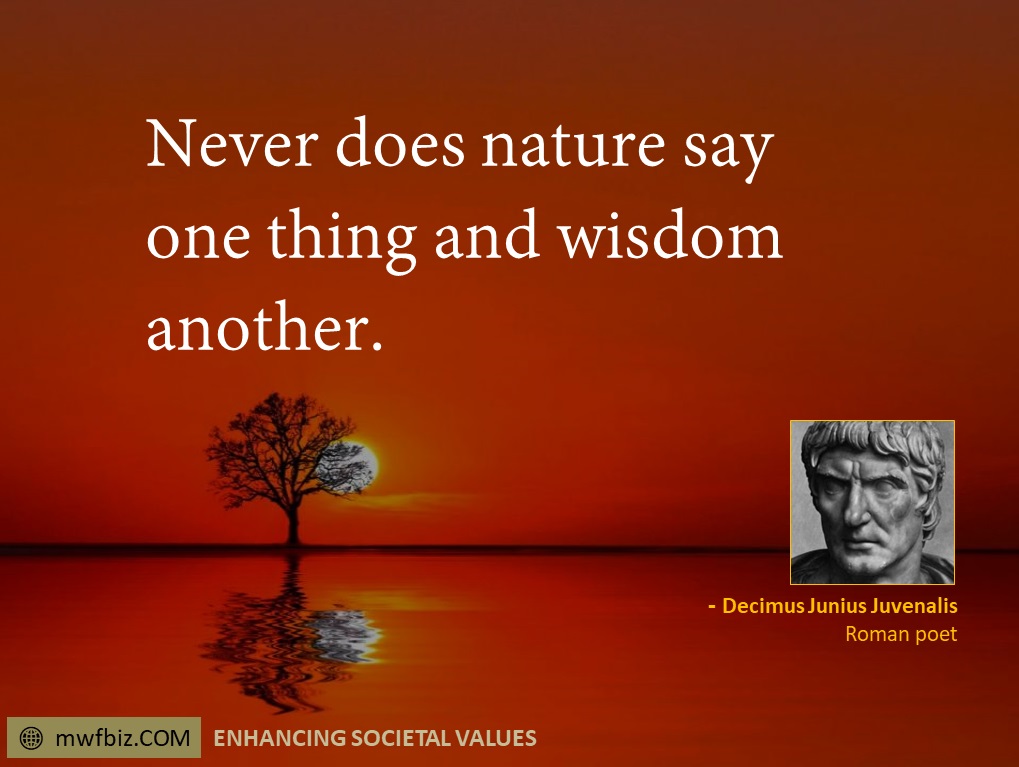 Never does nature say
one thing and wisdom
another.
- Decimus Junius Juvenalis
Roman poet
mwfbiz.COM ENHANCING SOCIETAL VALUES